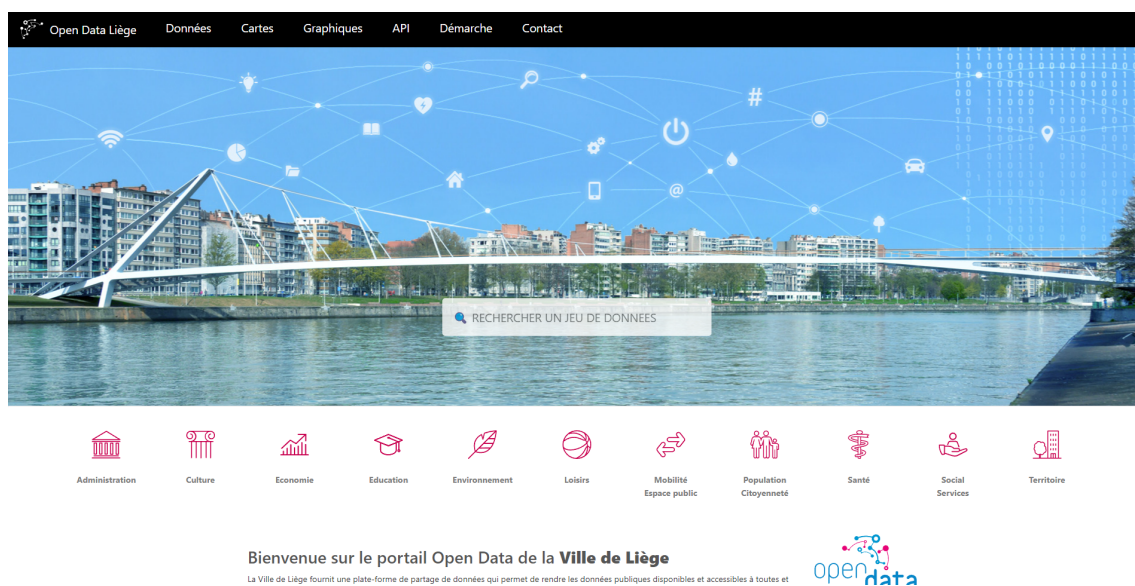 Open Data Liège Données Cartes Graphiques API Démarche Contact
#
@
RECHERCHER UN JEU DE DONNEES
Administration Culture Economie Education Environnement Loisirs Mobilité Espace public Population Citoyenneté Santé Social Services Territoire
Bienvenue sur le portail Open Data de la Ville de Liège
La Ville de Liège fournit une plate-forme de partage de données qui permet de rendre les données publiques disponibles et accessibles à toutes et
open data